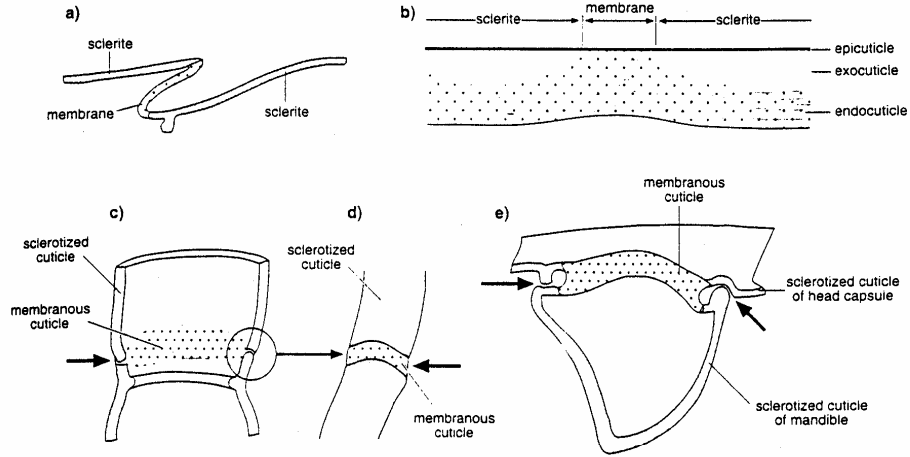 a)
sclerite
membrane
sclerite
b)
membrane
sclerite
sclerite
epicuticle
exocuticle
endocuticle
c)
sclerotized
cuticle
membranous
cuticle
d)
sclerotized
cuticle
membranous
cuticle
e)
membranous
cuticle
sclerotized cuticle
of head capsule
sclerotized cuticle
of mandible